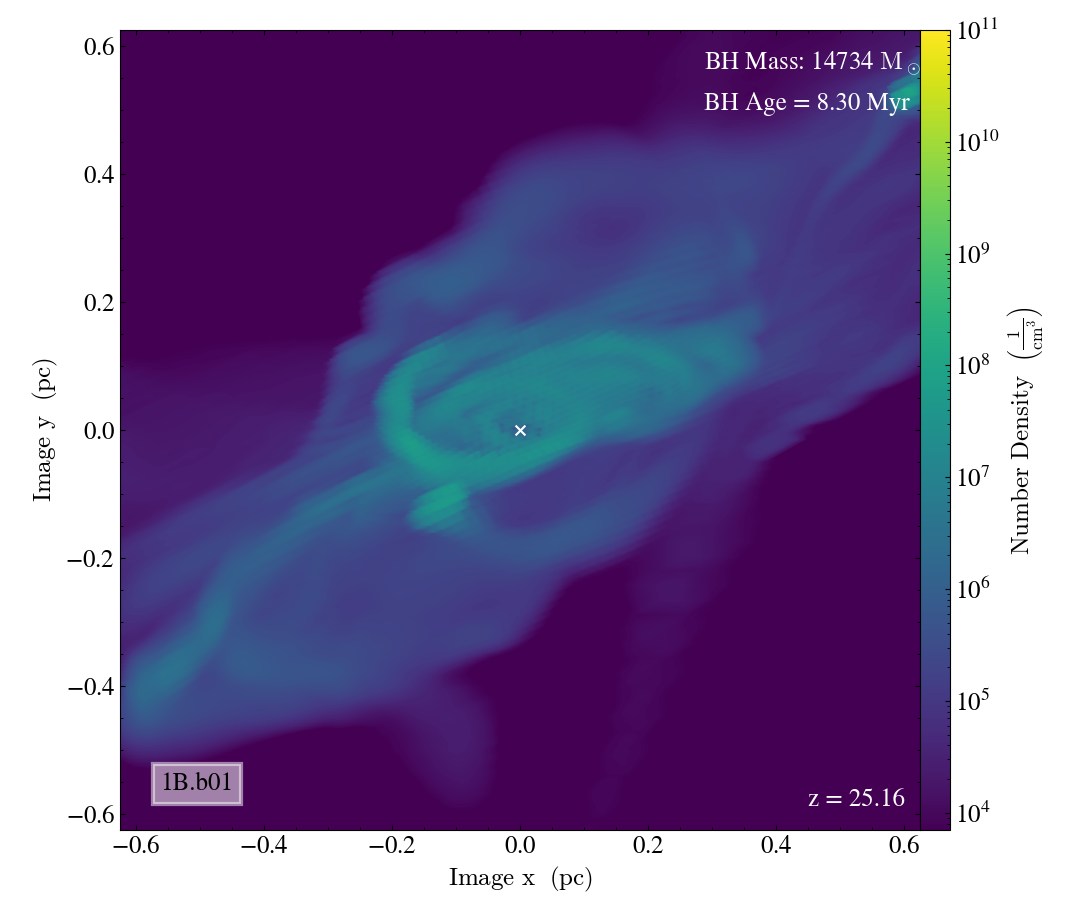 BH Mass: 14734 M☉
BH Age = 8.30 Myr
1B.b01
z = 25.16
0.6
0.4
0.2
0.0
−0.2
−0.4
−0.6
Image y (pc)
−0.6 −0.4 −0.2 0.0 0.2 0.4 0.6
Image x (pc)
10¹¹
10¹⁰
10⁹
10⁸
10⁷
10⁶
10⁵
10⁴
Number Density (1/cm³)